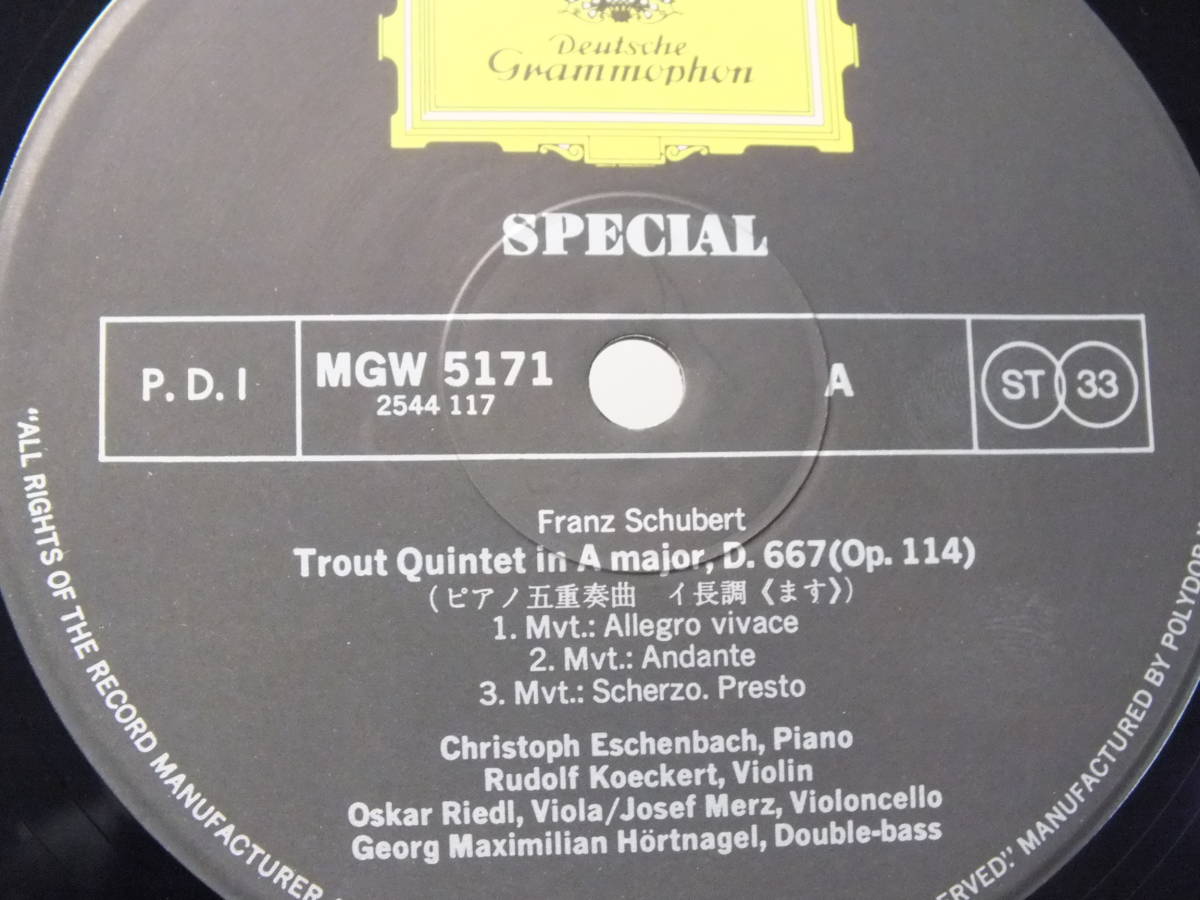 Deutsche
Grammophon
SPECIAL
P. D. I
MGW 5171
2544 117
A
ST 33
Franz Schubert
Trout Quintet in A major, D. 667(Op. 114)
(ピアノ五重奏曲　イ長調《ます》)
1. Mvt.: Allegro vivace
2. Mvt.: Andante
3. Mvt.: Scherzo. Presto
Christoph Eschenbach, Piano
Rudolf Koeckert, Violin
Oskar Riedl, Viola/Josef Merz, Violoncello
Georg Maximilian Hörtnagel, Double-bass
"ALL RIGHTS OF THE RECORD MANUFACTURER
ERVED." MANUFACTURED BY POLYDOR